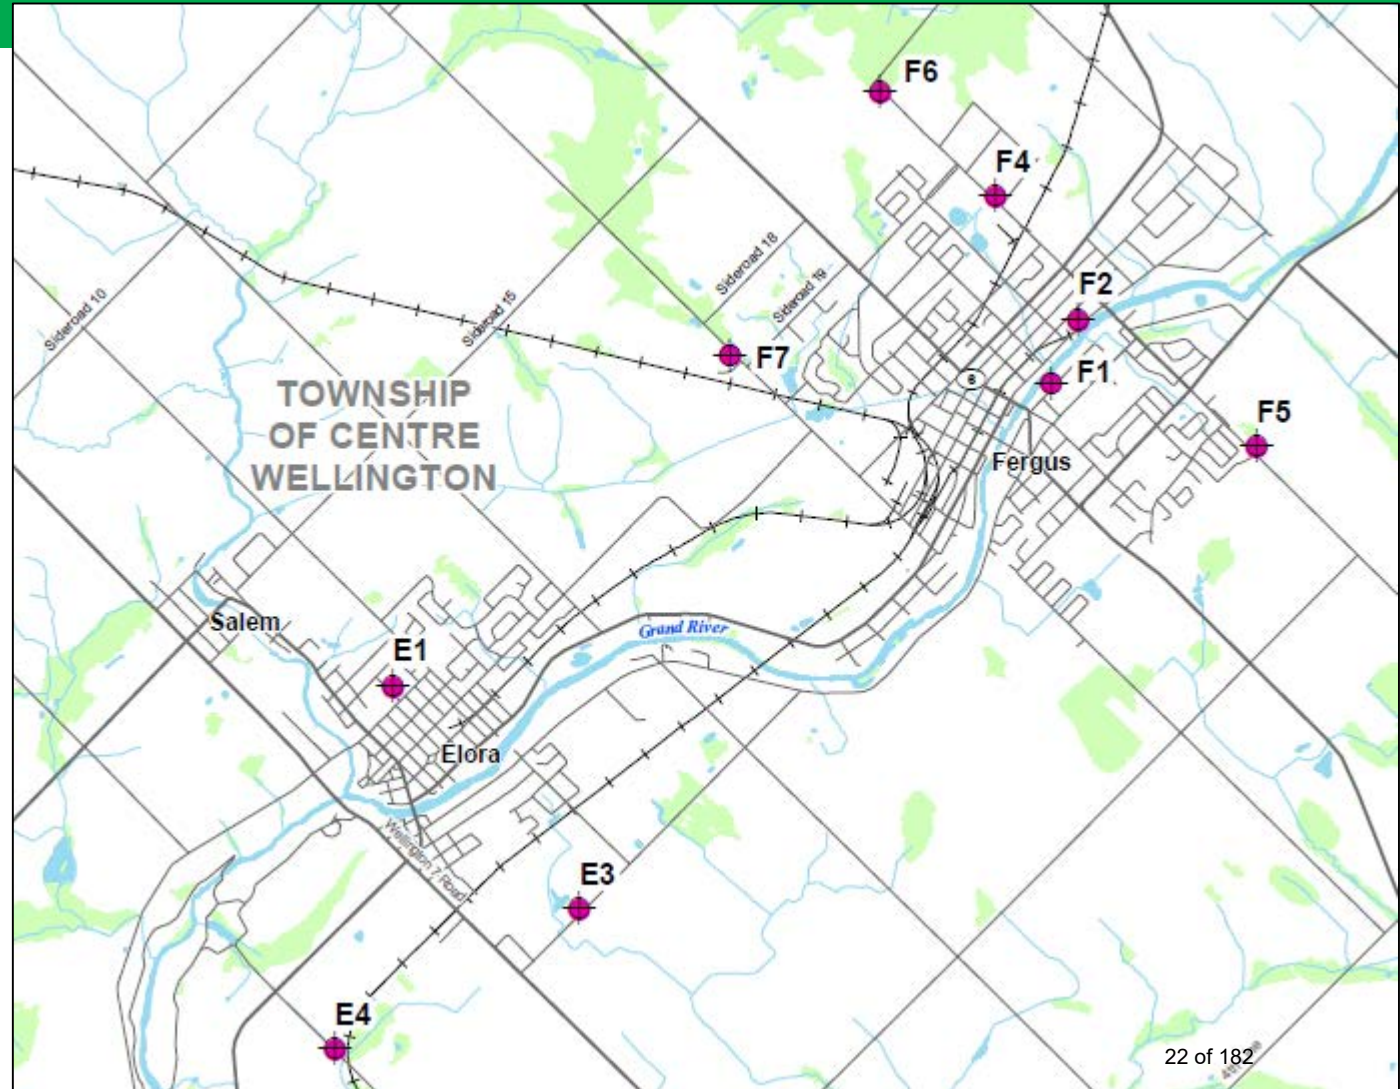 F6
F4
Sideroad 18
Sideroad 19
F2
Sideroad 10
Sideroad 15
F7
F1
6
TOWNSHIP
OF CENTRE
WELLINGTON
F5
Fergus
Salem
Grand River
E1
Elora
Wellington 7 Road
E3
E4
22 of 182